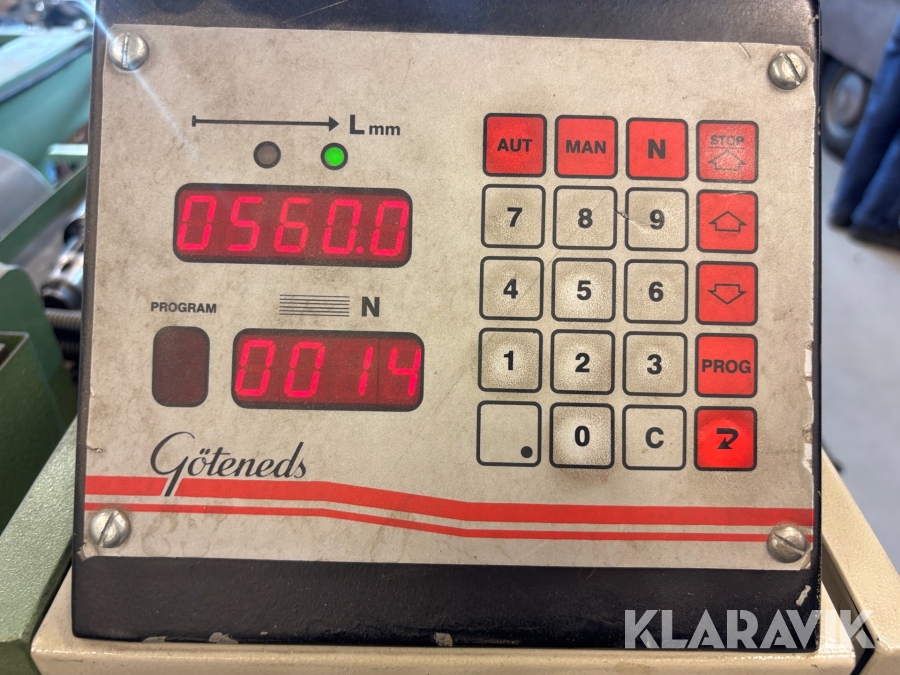 L mm
0560.0
PROGRAM
N
0014
Göteneds
AUT MAN N STOP
7 8 9
4 5 6
1 2 3 PROG
. 0 C
KLARAVIK